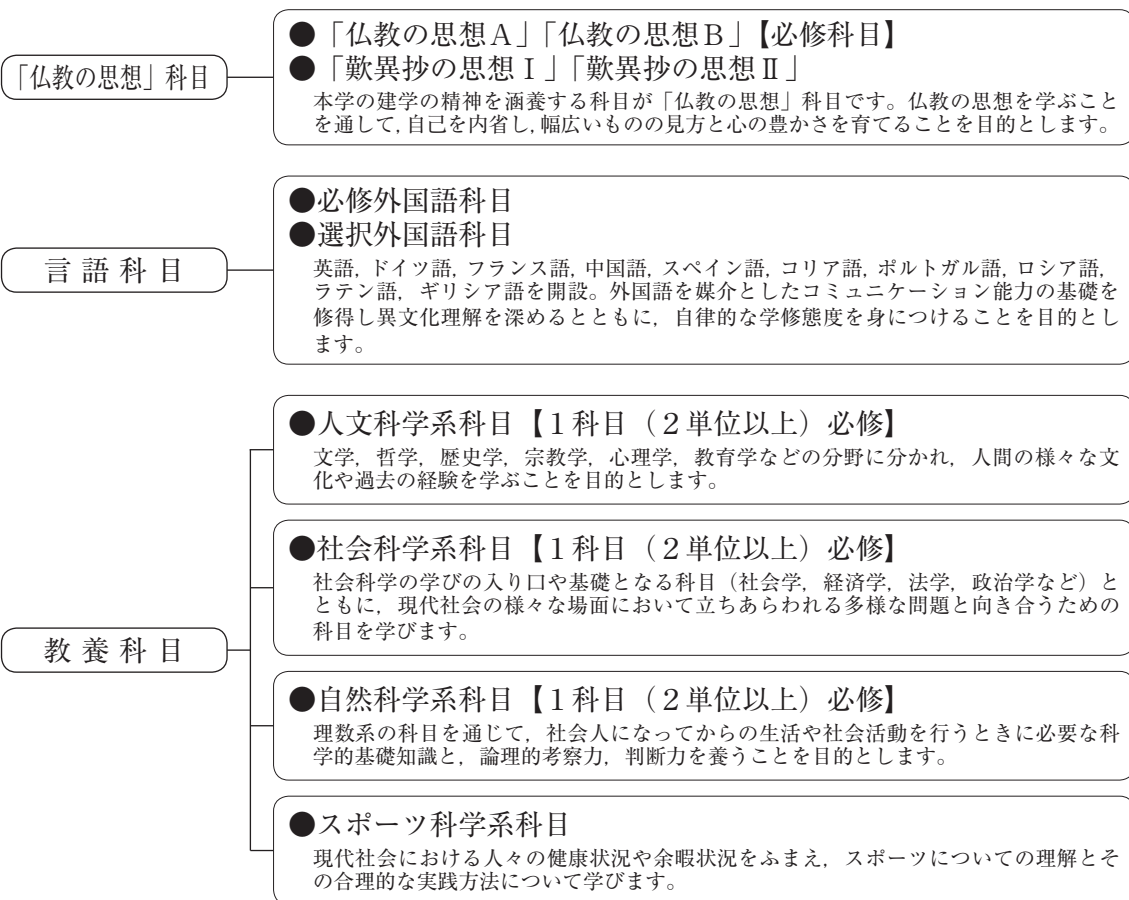 「仏教の思想」科目
●「仏教の思想A」「仏教の思想B」【必修科目】
●「歎異抄の思想Ⅰ」「歎異抄の思想Ⅱ」
本学の建学の精神を涵養する科目が「仏教の思想」科目です。仏教の思想を学ぶこと
を通して,自己を内省し,幅広いものの見方と心の豊かさを育てることを目的とします。
言語科目
●必修外国語科目
●選択外国語科目
英語,ドイツ語,フランス語,中国語,スペイン語,コリア語,ポルトガル語,ロシア語,
ラテン語,ギリシア語を開設。外国語を媒介としたコミュニケーション能力の基礎を
修得し異文化理解を深めるとともに,自律的な学修態度を身につけることを目的とし
ます。
教養科目
●人文科学系科目【1科目(2単位以上)必修】
文学,哲学,歴史学,宗教学,心理学,教育学などの分野に分かれ,人間の様々な文
化や過去の経験を学ぶことを目的とします。
●社会科学系科目【1科目(2単位以上)必修】
社会科学の学びの入り口や基礎となる科目(社会学,経済学,法学,政治学など)と
ともに,現代社会の様々な場面において立ちあらわれる多様な問題と向き合うための
科目を学びます。
●自然科学系科目【1科目(2単位以上)必修】
理数系の科目を通じて,社会人になってからの生活や社会活動を行うときに必要な科
学的基礎知識と,論理的考察力,判断力を養うことを目的とします。
●スポーツ科学系科目
現代社会における人々の健康状況や余暇状況をふまえ,スポーツについての理解とそ
の合理的な実践方法について学びます。